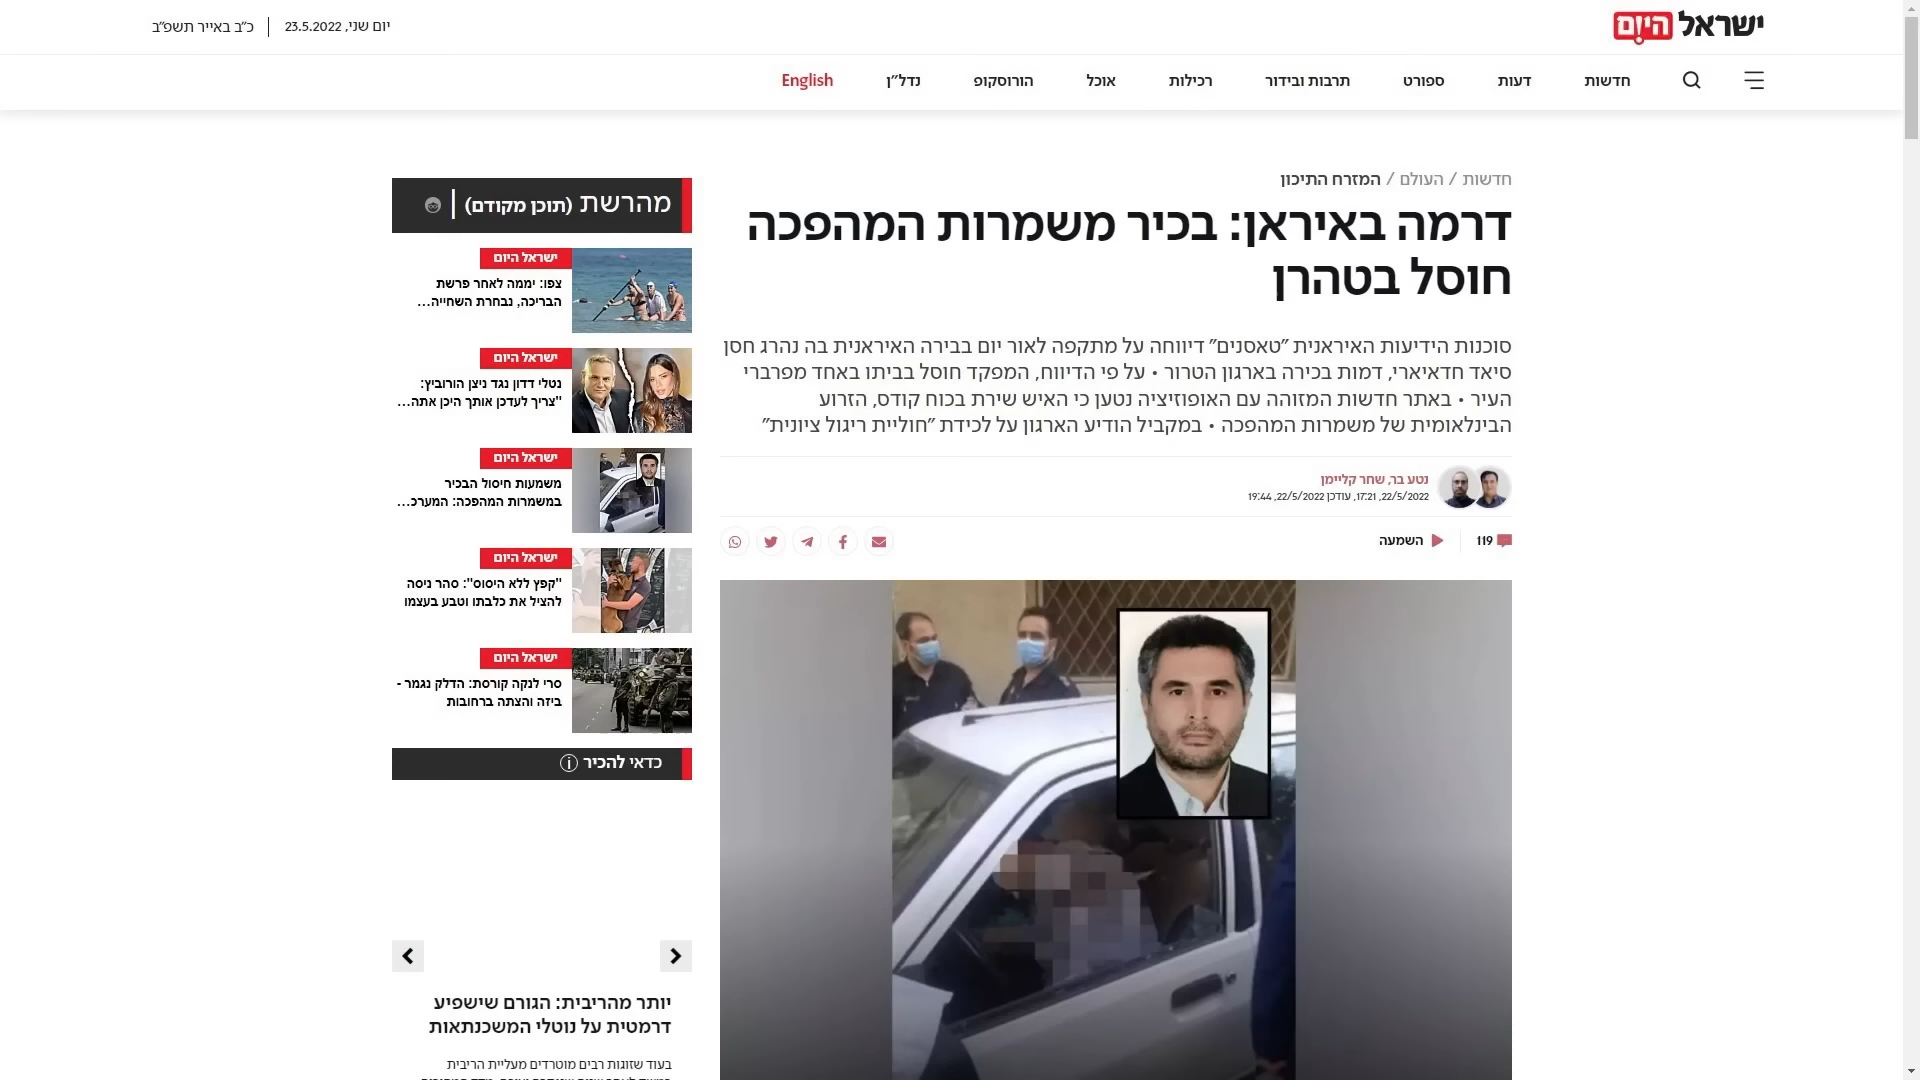 ישראל היום
יום שני, 23.5.2022 | כ"ב באייר תשפ"ב
חדשות
דעות
ספורט
תרבות ובידור
רכילות
אוכל
הורוסקופ
נדל"ן
English
חדשות / העולם / המזרח התיכון
דרמה באיראן: בכיר משמרות המהפכה
חוסל בטהרן
סוכנות הידיעות האיראנית "טאסנים" דיווחה על מתקפה לאור יום בבירה האיראנית בה נהרג חסן
סיאד חדאיארי, דמות בכירה בארגון הטרור • על פי הדיווח, המפקד חוסל בביתו באחד מפרברי
העיר • באתר חדשות המזוהה עם האופוזיציה נטען כי האיש שירת בכוח קודס, הזרוע
הבינלאומית של משמרות המהפכה • במקביל הודיע הארגון על לכידת "חוליית ריגול ציונית"
נטע בר, שחר קליימן
22/5/2022, 17:21, עודכן 22/5/2022, 19:44
119
השמעה
מהרשת (תוכן מקודם) |
ישראל היום
צפו: יממה לאחר פרשת
הבריכה, נבחרת השחייה...
ישראל היום
נטלי דדון נגד ניצן הורוביץ:
"צריך לעדכן אותך היכן אתה...
ישראל היום
משמעות חיסול הבכיר
במשמרות המהפכה: המערכ...
ישראל היום
"קפץ ללא היסוס": סהר ניסה
להציל את כלבתו וטבע בעצמו
ישראל היום
סרי לנקה קורסת: הדלק נגמר -
ביזה והצתה ברחובות
כדאי להכיר
יותר מהריבית: הגורם שישפיע
דרמטית על נוטלי המשכנתאות
בעוד שזוגות רבים מוטרדים מעליית הריבית